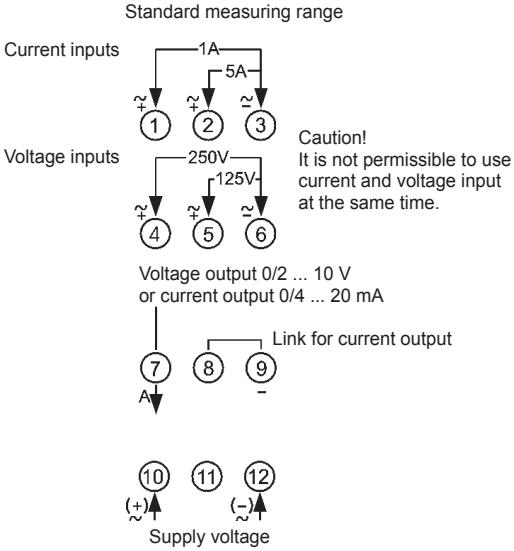 Standard measuring range
Current inputs
1A
5A
~ + ~ + ~ −
1 2 3
Caution!
It is not permissible to use
current and voltage input
at the same time.
Voltage inputs
250V
125V
~ + ~ + ~ −
4 5 6
Voltage output 0/2 ... 10 V
or current output 0/4 ... 20 mA
Link for current output
7 8 9
A −
10 11 12
(+) ~ (−) ~
Supply voltage